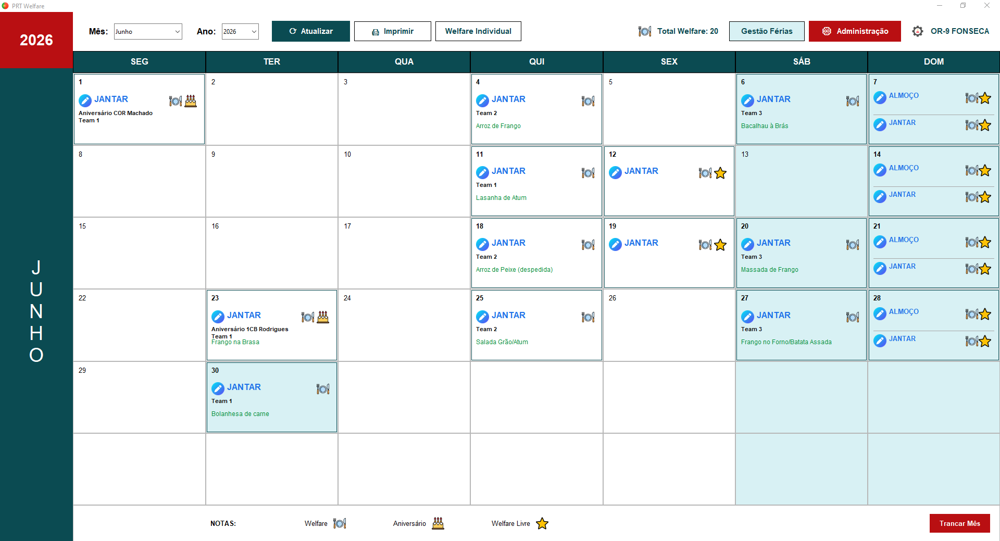 PRT Welfare
2026
Mês: Junho Ano: 2026 Atualizar Imprimir Welfare Individual Total Welfare: 20 Gestão Férias Administração OR-9 FONSECA
SEG TER QUA QUI SEX SÁB DOM
JUNHO
1
JANTAR
Aniversário COR Machado
Team 1
2
3
4
JANTAR
Team 2
Arroz de Frango
5
6
JANTAR
Team 3
Bacalhau à Brás
7
ALMOÇO
JANTAR
8
9
10
11
JANTAR
Team 1
Lasanha de Atum
12
JANTAR
13
14
ALMOÇO
JANTAR
15
16
17
18
JANTAR
Team 2
Arroz de Peixe (despedida)
19
JANTAR
20
JANTAR
Team 3
Massada de Frango
21
ALMOÇO
JANTAR
22
23
JANTAR
Aniversário 1CB Rodrigues
Team 1
Frango na Brasa
24
25
JANTAR
Team 2
Salada Grão/Atum
26
27
JANTAR
Team 3
Frango no Forno/Batata Assada
28
ALMOÇO
JANTAR
29
30
JANTAR
Team 1
Bolanhesa de carne
NOTAS: Welfare Aniversário Welfare Livre Trancar Mês